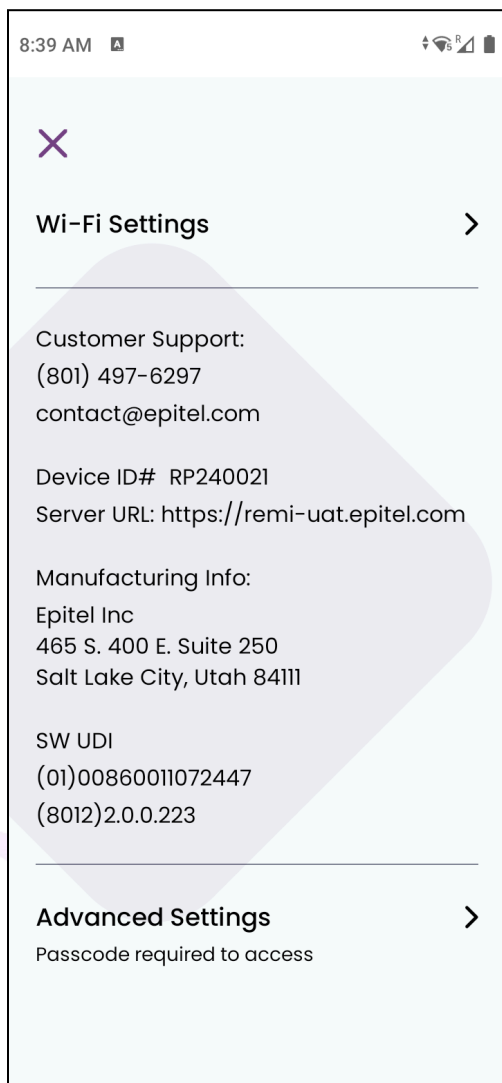 8:39 AM
Wi-Fi Settings
Customer Support:
(801) 497-6297
contact@epitel.com
Device ID# RP240021
Server URL: https://remi-uat.epitel.com
Manufacturing Info:
Epitel Inc
465 S. 400 E. Suite 250
Salt Lake City, Utah 84111
SW UDI
(01)00860011072447
(8012)2.0.0.223
Advanced Settings
Passcode required to access